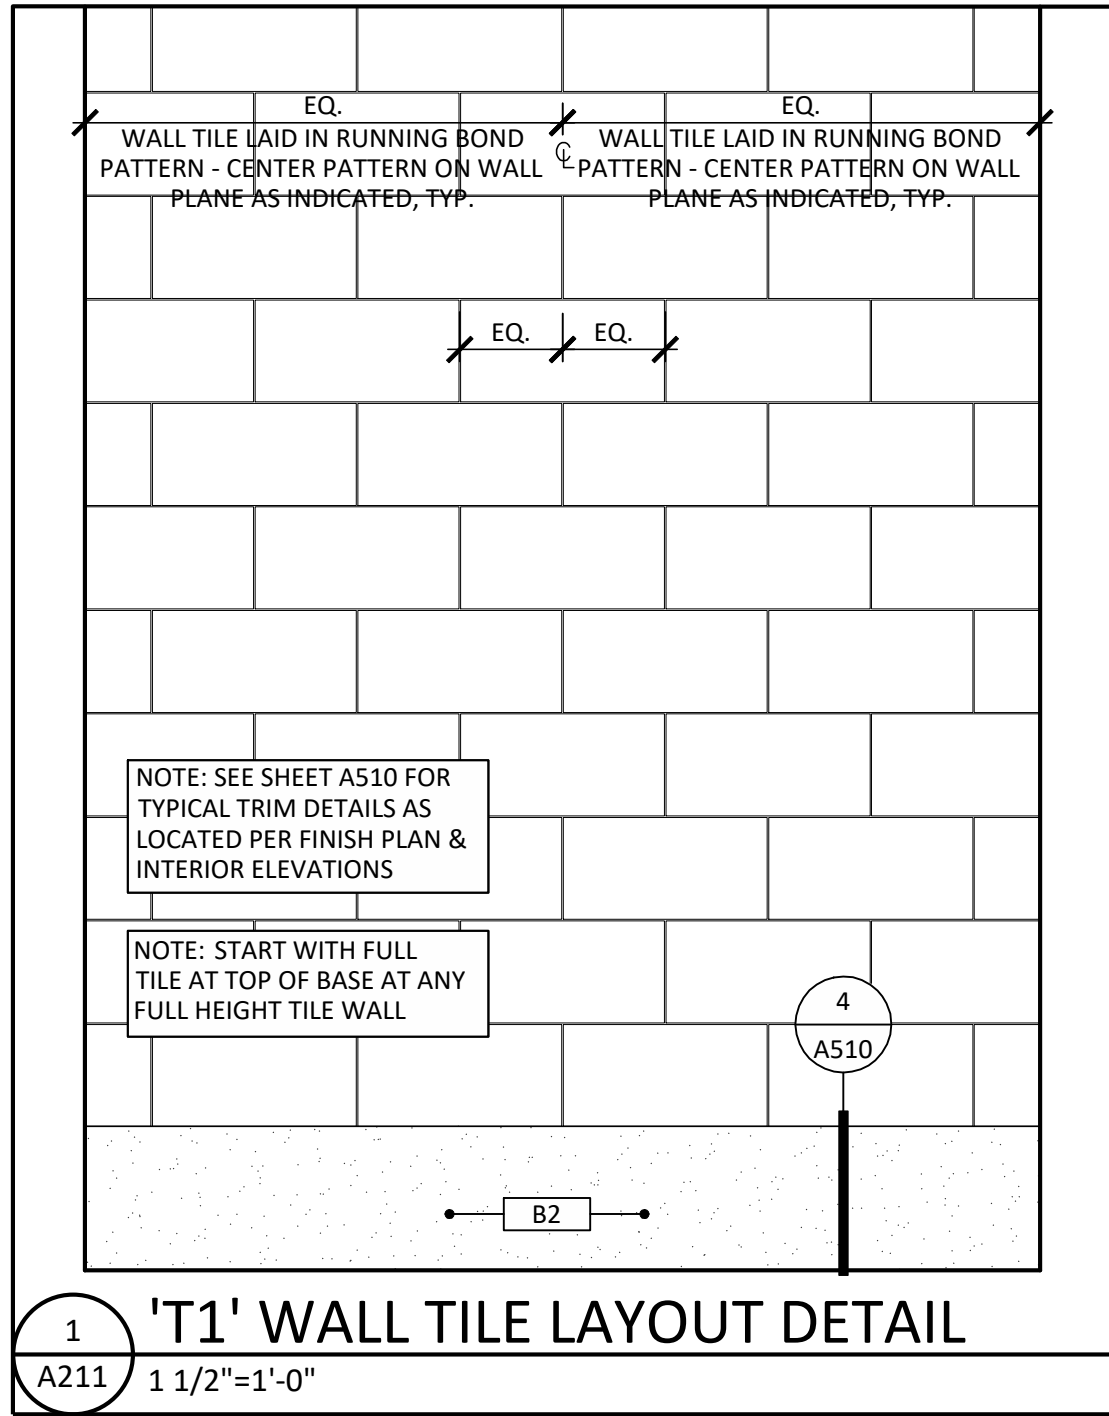 EQ.
EQ.
WALL TILE LAID IN RUNNING BOND
PATTERN - CENTER PATTERN ON WALL
PLANE AS INDICATED, TYP.
℄
WALL TILE LAID IN RUNNING BOND
PATTERN - CENTER PATTERN ON WALL
PLANE AS INDICATED, TYP.
EQ.
EQ.
NOTE: SEE SHEET A510 FOR
TYPICAL TRIM DETAILS AS
LOCATED PER FINISH PLAN &
INTERIOR ELEVATIONS
NOTE: START WITH FULL
TILE AT TOP OF BASE AT ANY
FULL HEIGHT TILE WALL
4
A510
B2
1
A211
'T1' WALL TILE LAYOUT DETAIL
1 1/2"=1'-0"